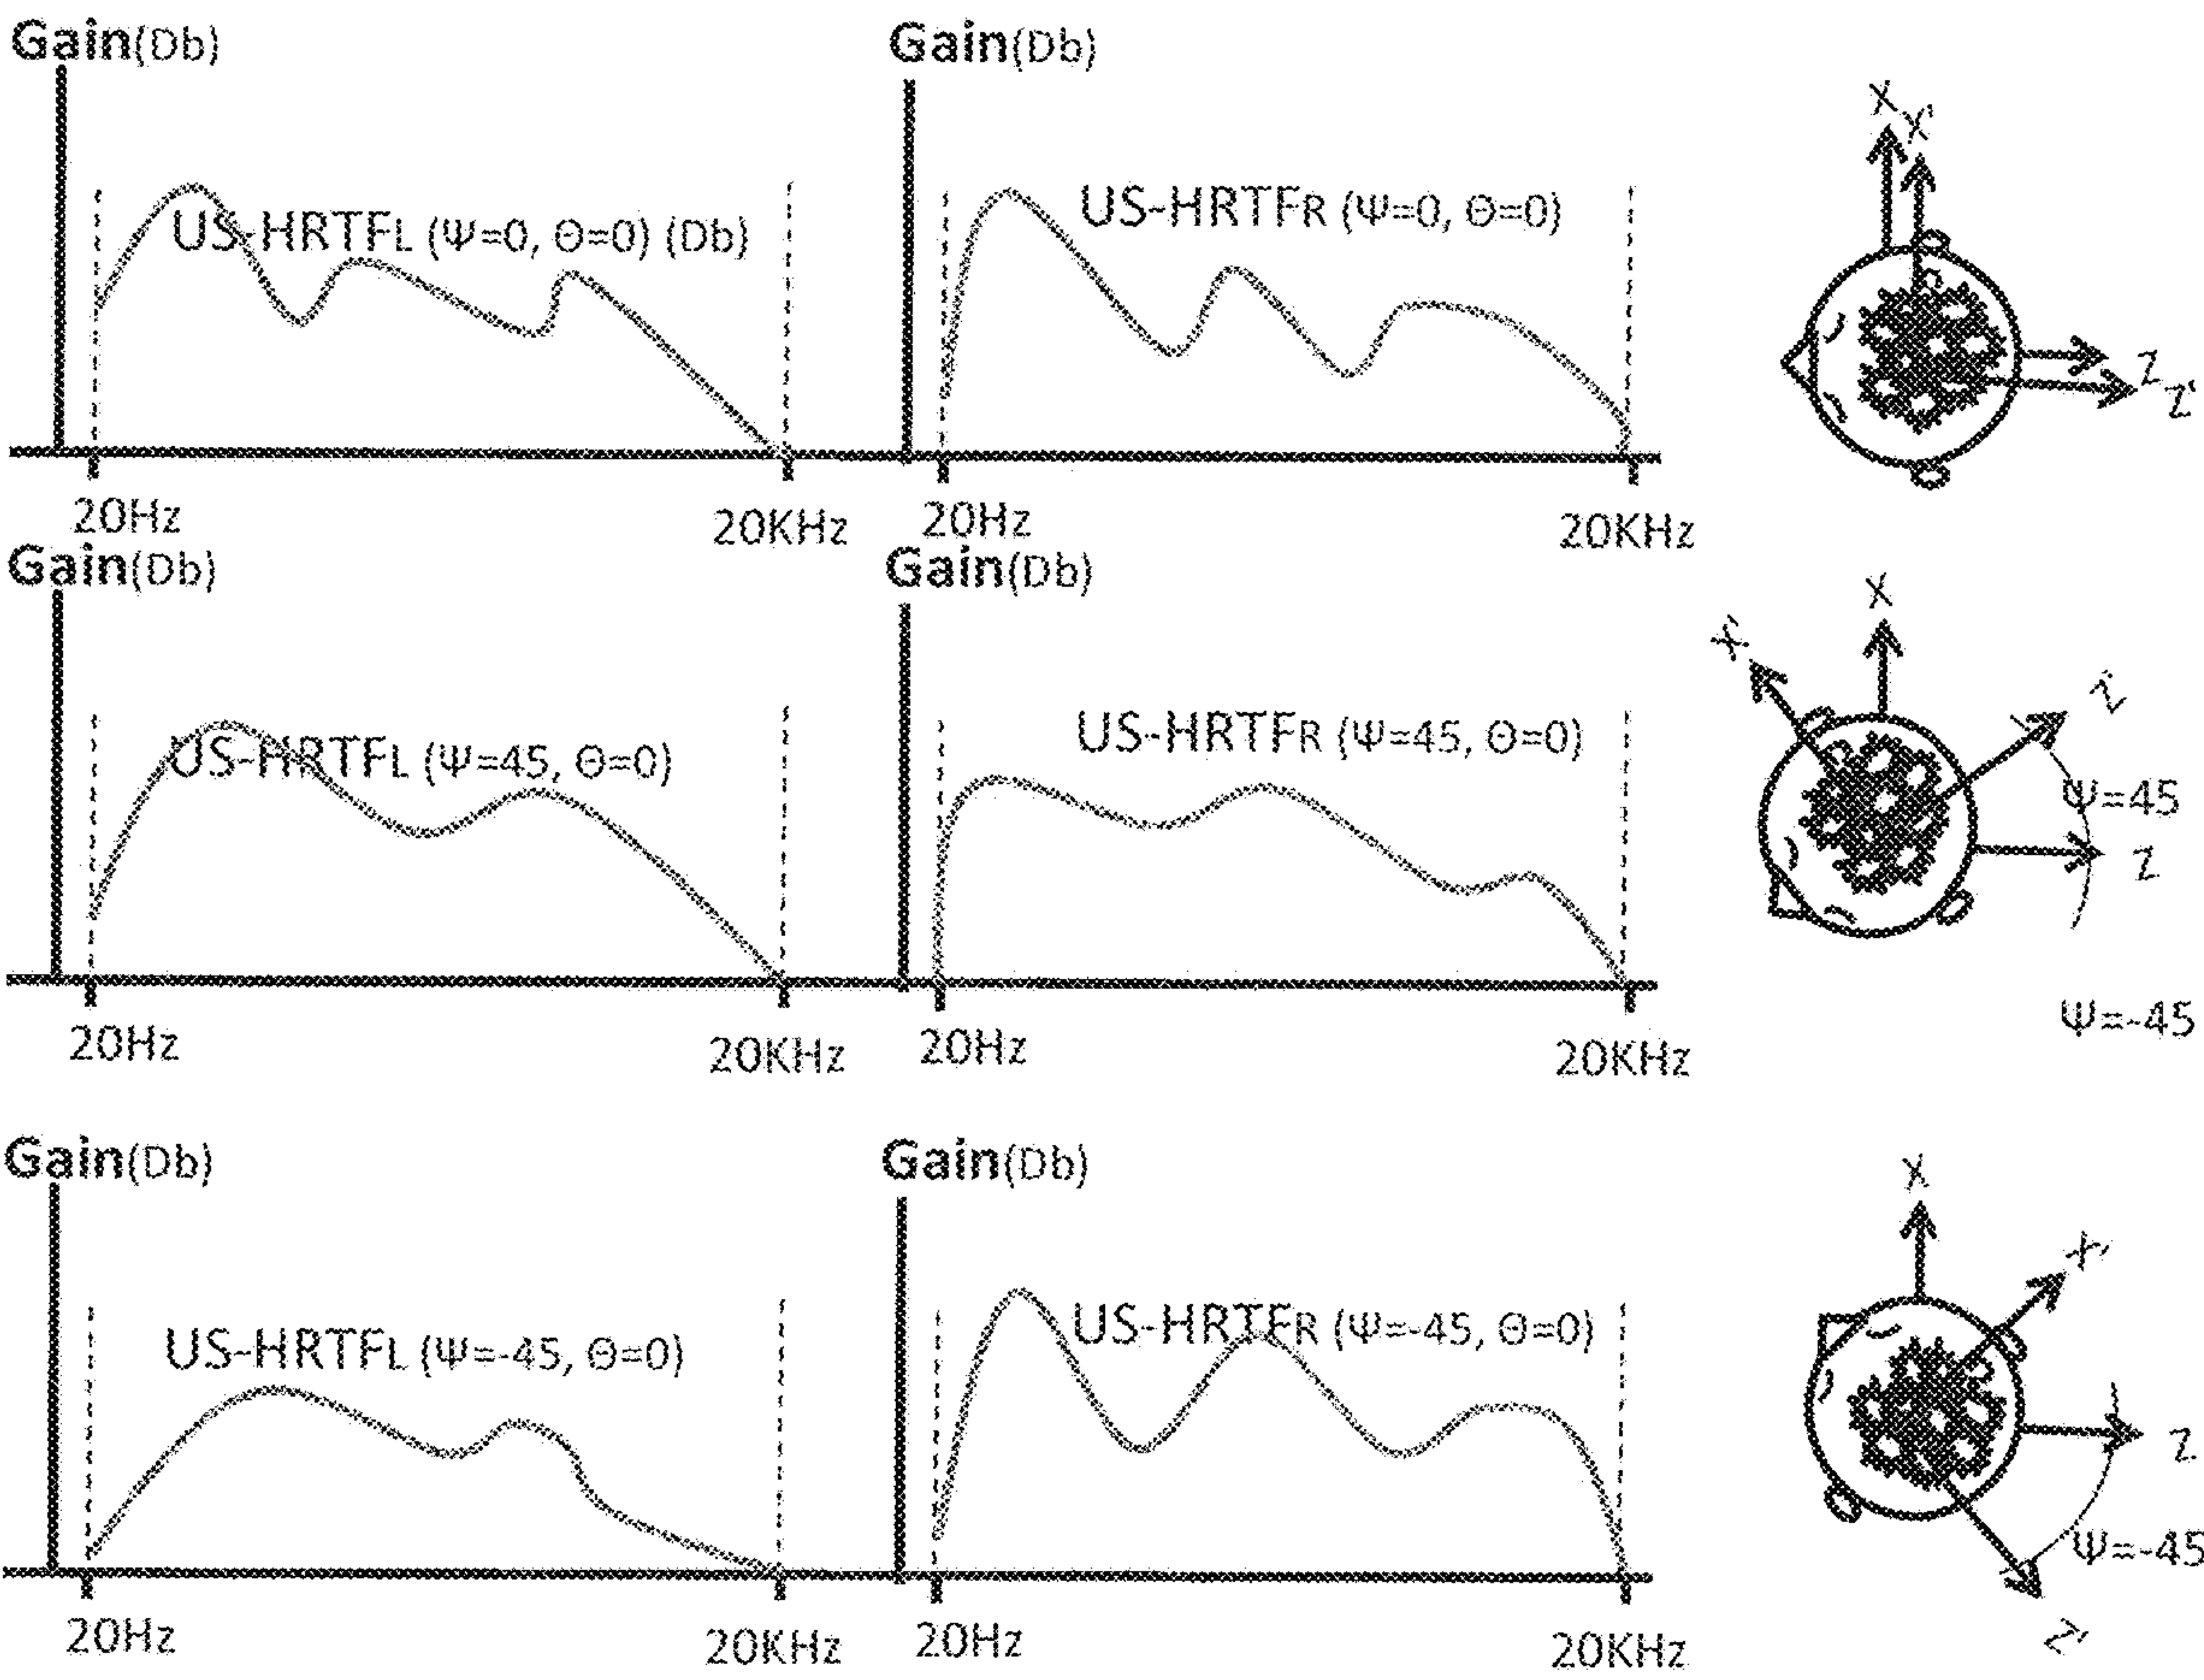 Gain(Db)
Gain(Db)
US-HRTFL (Ψ=0, Θ=0) (Db)
US-HRTFR (Ψ=0, Θ=0)
X
X'
Z
Z'
20Hz
20KHz
20Hz
20KHz
Gain(Db)
Gain(Db)
US-HRTFL (Ψ=45, Θ=0)
US-HRTFR (Ψ=45, Θ=0)
X'
X
Z'
Ψ=45
Z
Ψ=-45
20Hz
20KHz
20Hz
20KHz
Gain(Db)
Gain(Db)
US-HRTFL (Ψ=-45, Θ=0)
US-HRTFR (Ψ=-45, Θ=0)
X
X'
Z
Ψ=-45
Z'
20Hz
20KHz
20Hz
20KHz